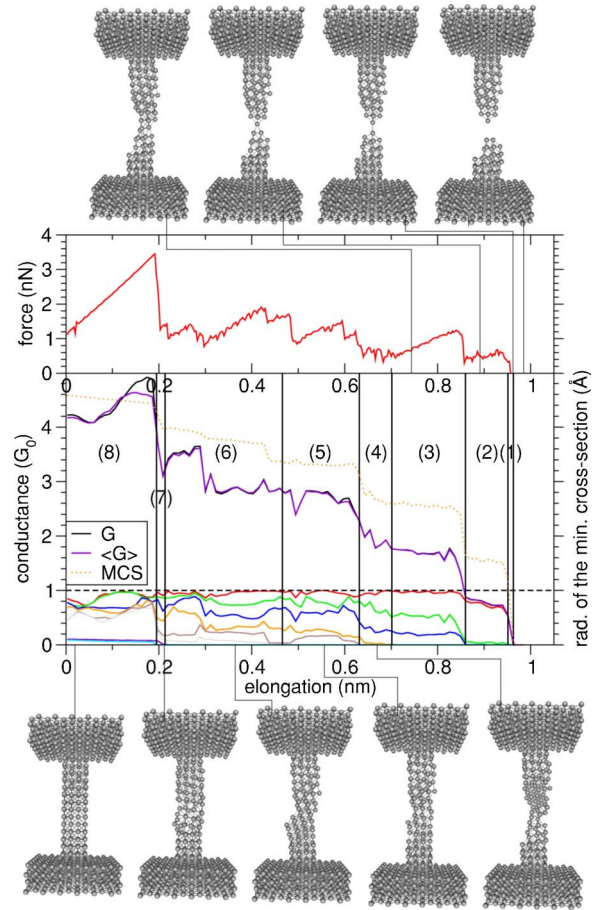 4
3
2
1
0
force (nN)
0 0.2 0.4 0.6 0.8 1
4
3
2
1
0
conductance (G₀)
rad. of the min. cross-section (Å)
(8)
(7)
(6)
(5)
(4)
(3)
(2)
(1)
G
<G>
MCS
0 0.2 0.4 0.6 0.8 1
elongation (nm)